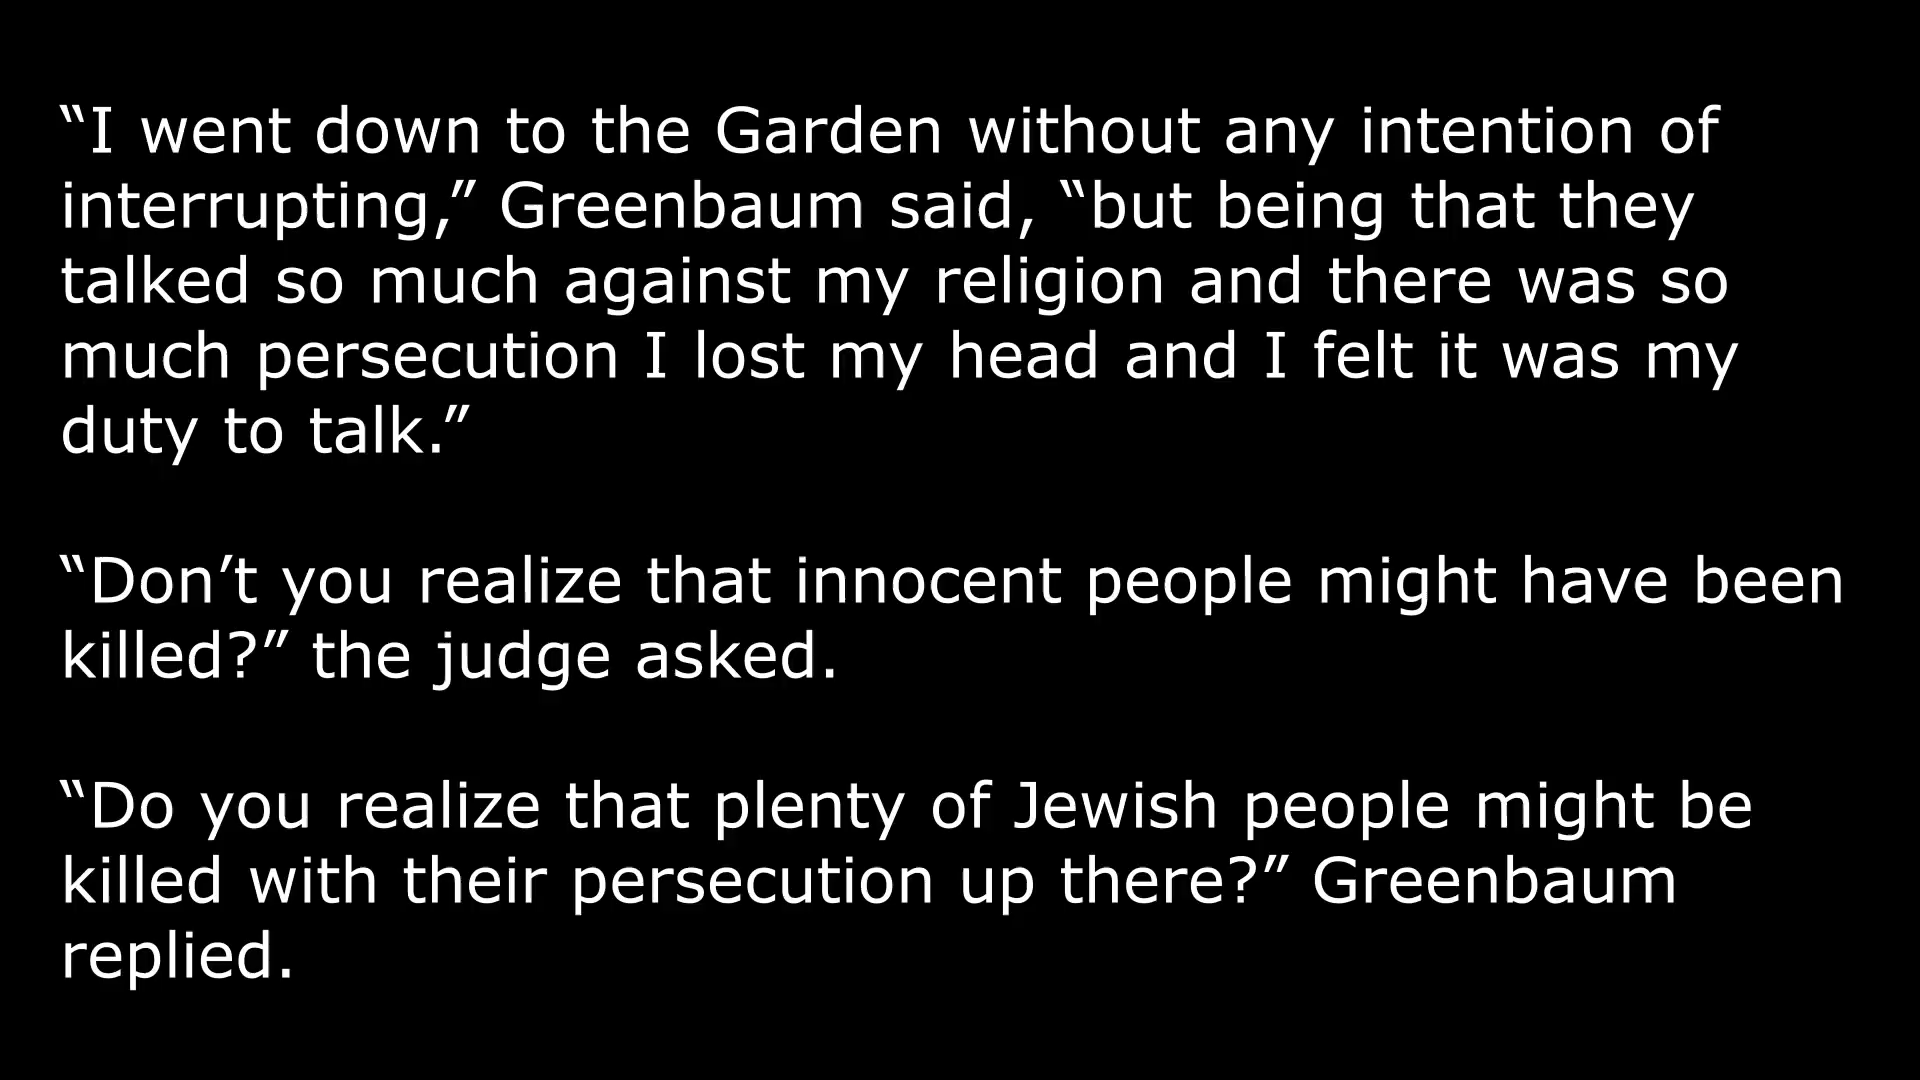 “I went down to the Garden without any intention of
interrupting,” Greenbaum said, “but being that they
talked so much against my religion and there was so
much persecution I lost my head and I felt it was my
duty to talk.”
“Don’t you realize that innocent people might have been
killed?” the judge asked.
“Do you realize that plenty of Jewish people might be
killed with their persecution up there?” Greenbaum
replied.